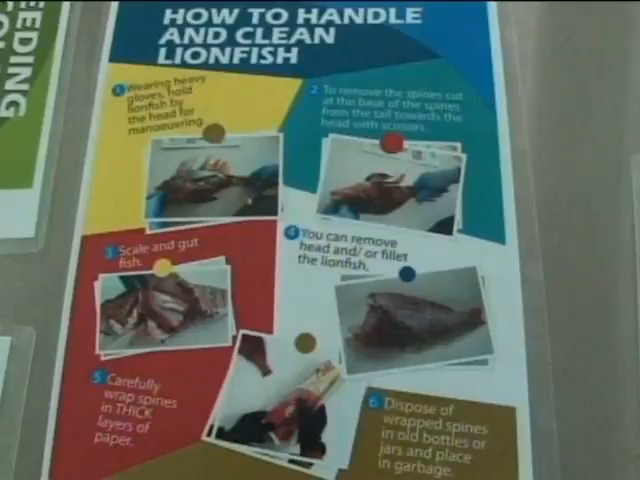 EEDING
HOW TO HANDLE
AND CLEAN
LIONFISH
1 Wearing heavy
gloves, hold
lionfish by
the head for
manoeuvring.
2 To remove the spines cut
at the base of the spines
from the tail towards the
head with scissors.
3 Scale and gut
fish.
4 You can remove
head and/ or fillet
the lionfish,
5 Carefully
wrap spines
in THICK
layers of
paper.
6 Dispose of
wrapped spines
in old bottles or
jars and place
in garbage.